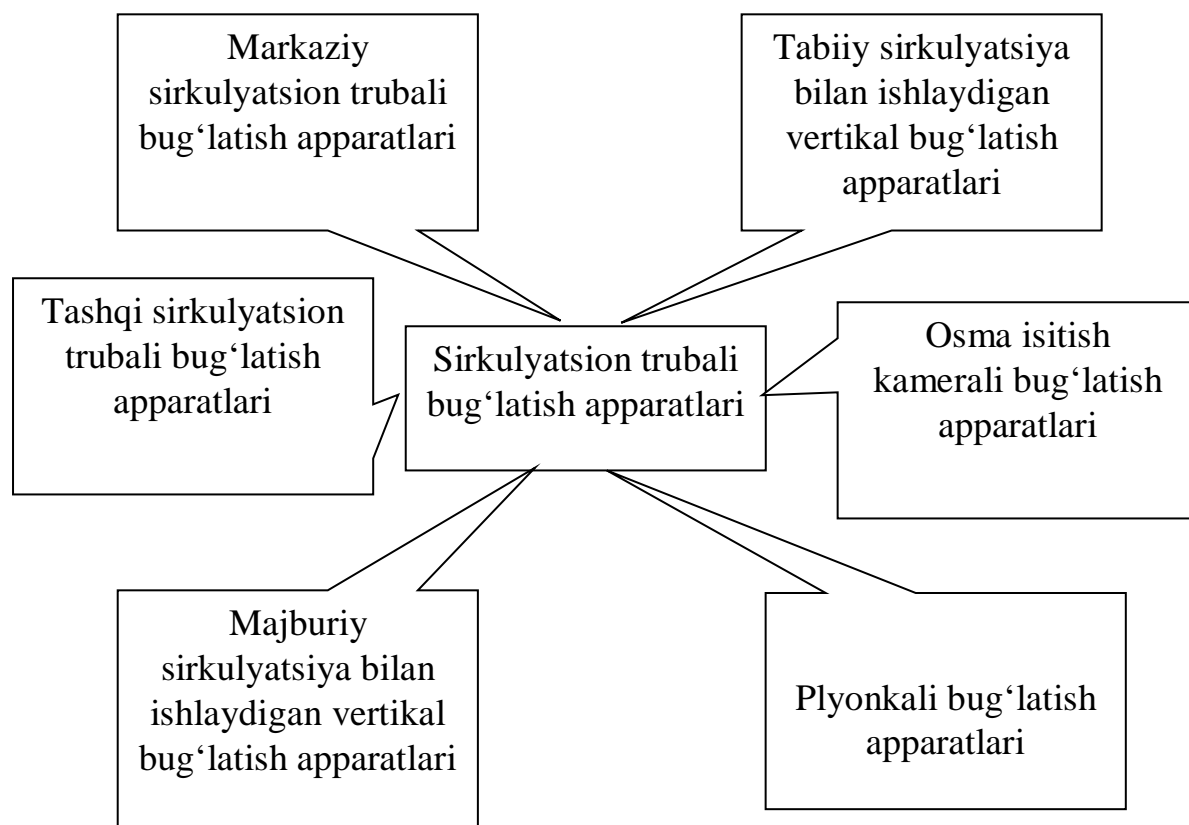 Markaziy
sirkulyatsion trubali
bug‘latish apparatlari
Tabiiy sirkulyatsiya
bilan ishlaydigan
vertikal bug‘latish
apparatlari
Tashqi sirkulyatsion
trubali bug‘latish
apparatlari
Sirkulyatsion trubali
bug‘latish apparatlari
Osma isitish
kamerali bug‘latish
apparatlari
Majburiy
sirkulyatsiya bilan
ishlaydigan vertikal
bug‘latish apparatlari
Plyonkali bug‘latish
apparatlari